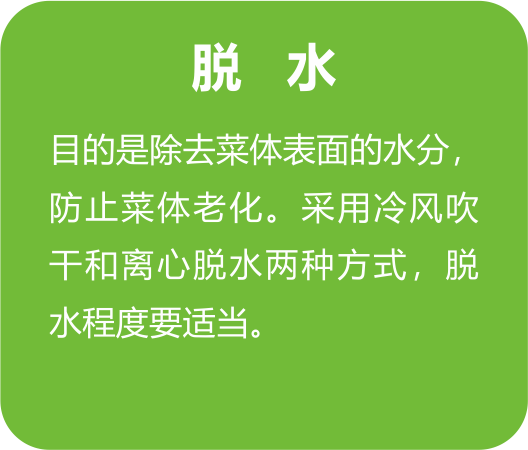 脱 水
目的是除去菜体表面的水分，
防止菜体老化。采用冷风吹
干和离心脱水两种方式，脱
水程度要适当。